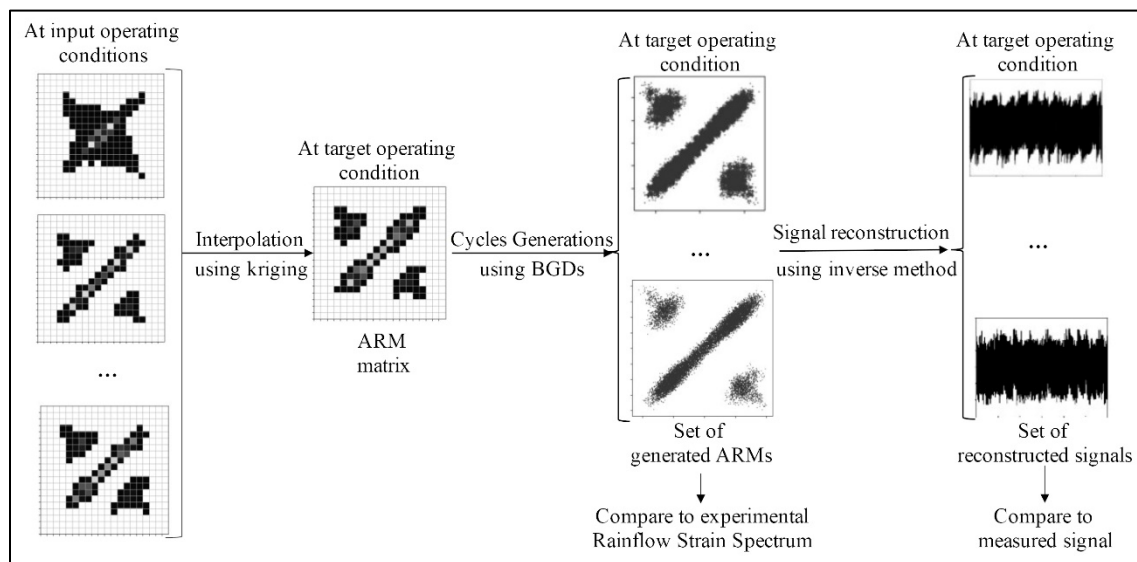 At input operating
conditions
...
Interpolation
using kriging
At target operating
condition
ARM
matrix
Cycles Generations
using BGDs
At target operating
condition
...
Set of
generated ARMs
Compare to experimental
Rainflow Strain Spectrum
Signal reconstruction
using inverse method
At target operating
condition
...
Set of
reconstructed signals
Compare to
measured signal